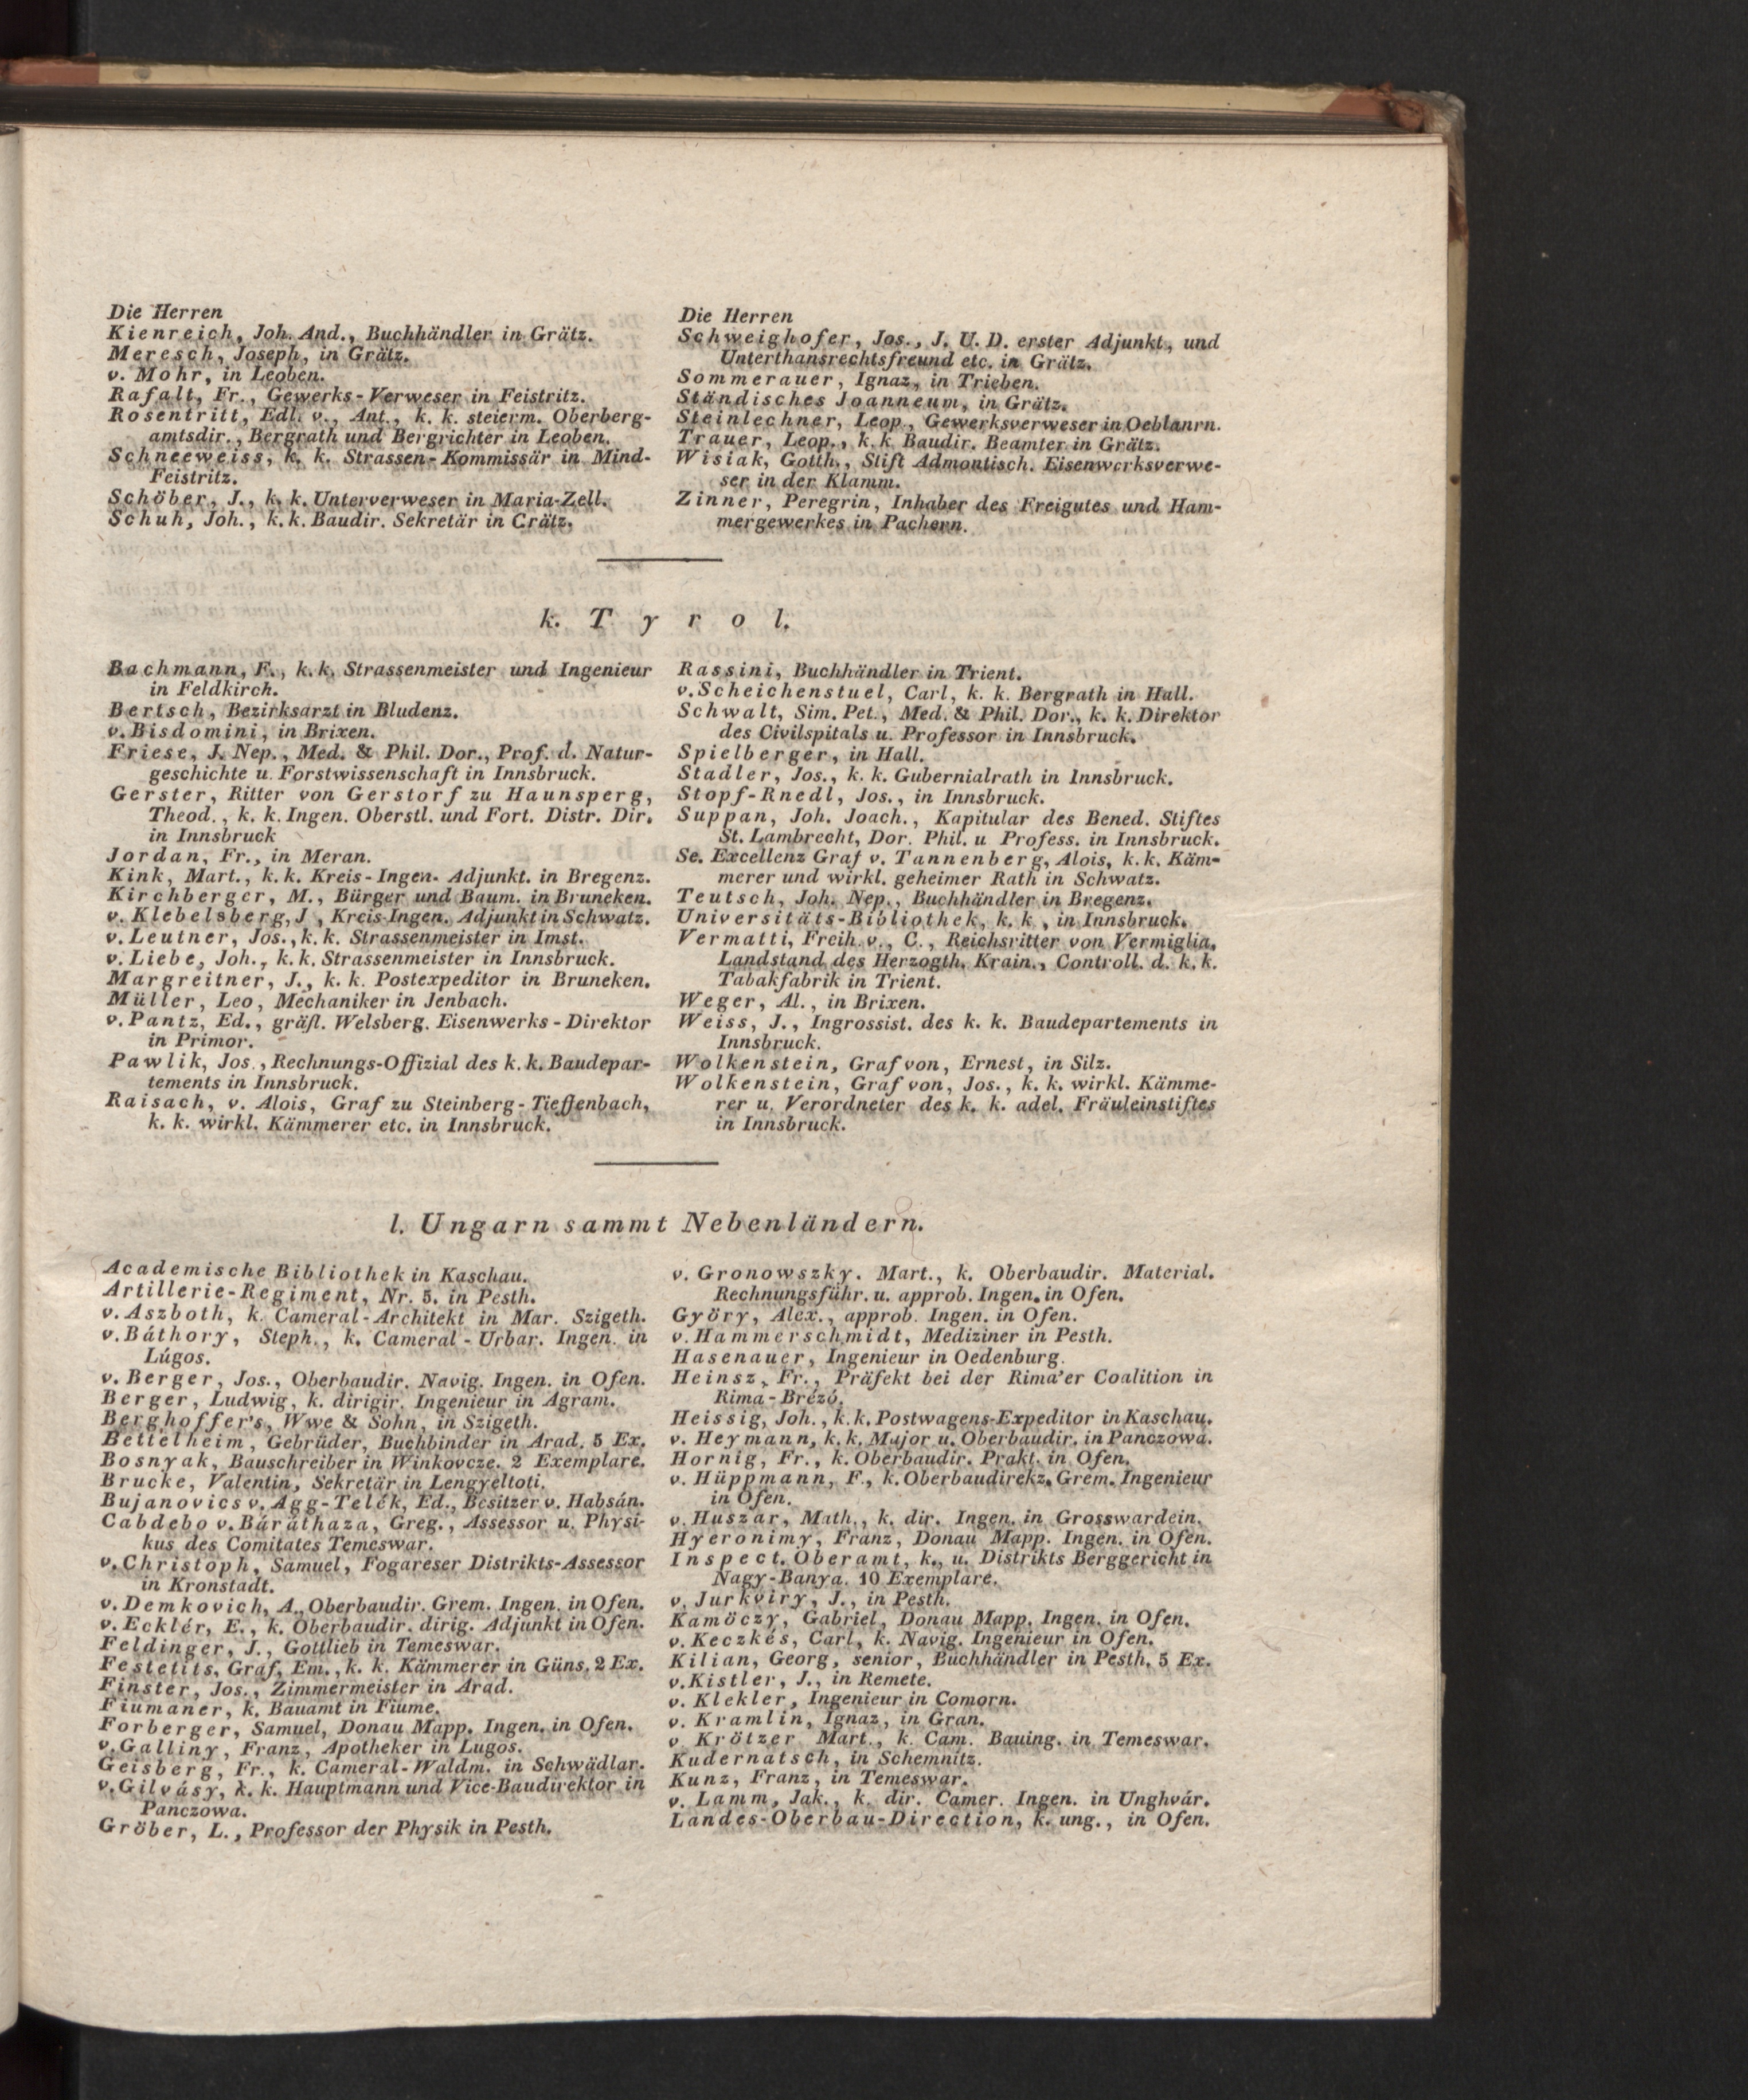 Die Herren
Kienreich, Joh. And., Buchhändler in Grätz.
Meresch, Joseph, in Grätz.
v. Mohr, in Leoben.
Rafalt, Fr., Gewerks-Verweser in Feistritz.
Rosentritt, Edl. v., Ant., k. k. steierm. Oberberg-
amtsdir., Bergrath und Bergrichter in Leoben.
Schneeweiss, k. k. Strassen-Kommissär in Mind-
Feistritz.
Schöber, J., k. k. Unterverweser in Maria-Zell.
Schuh, Joh., k. k. Baudir. Sekretär in Grätz.
Die Herren
Schweighofer, Jos., J. U. D. erster Adjunkt, und
Unterthansrechtsfreund etc. in Grätz.
Sommerauer, Ignaz, in Trieben.
Ständisches Joanneum, in Grätz.
Steinlechner, Leop., Gewerksverweser in Oeblanrn.
Trauer, Leop., k. k. Baudir. Beamter in Grätz.
Wisiak, Gotth., Stift Admontisch. Eisenwerksverwe-
ser in der Klamm.
Zinner, Peregrin, Inhaber des Freigutes und Ham-
mergewerkes in Pachern.
k. Tyrol.
Bachmann, F., k. k. Strassenmeister und Ingenieur
in Feldkirch.
Bertsch, Bezirksarzt in Bludenz.
v. Bisdomini, in Brixen.
Friese, J. Nep., Med. & Phil. Dor., Prof. d. Natur-
geschichte u. Forstwissenschaft in Innsbruck.
Gerster, Ritter von Gerstorf zu Haunsperg,
Theod., k. k. Ingen. Oberstl. und Fort. Distr. Dir.
in Innsbruck
Jordan, Fr., in Meran.
Kink, Mart., k. k. Kreis-Ingen. Adjunkt. in Bregenz.
Kirchberger, M., Bürger und Baum. in Bruneken.
v. Klebelsberg, J, Kreis-Ingen. Adjunkt in Schwatz.
v. Leutner, Jos., k. k. Strassenmeister in Imst.
v. Liebe, Joh., k. k. Strassenmeister in Innsbruck.
Margreitner, J., k. k. Postexpeditor in Bruneken.
Müller, Leo, Mechaniker in Jenbach.
v. Pantz, Ed., gräfl. Welsberg. Eisenwerks-Direktor
in Primor.
Pawlik, Jos., Rechnungs-Offizial des k. k. Baudepar-
tements in Innsbruck.
Raisach, v. Alois, Graf zu Steinberg-Tieffenbach,
k. k. wirkl. Kämmerer etc. in Innsbruck.
Rassini, Buchhändler in Trient.
v. Scheichenstuel, Carl, k. k. Bergrath in Hall.
Schwalt, Sim. Pet., Med. & Phil. Dor., k. k. Direktor
des Civilspitals u. Professor in Innsbruck.
Spielberger, in Hall.
Stadler, Jos., k. k. Gubernialrath in Innsbruck.
Stopf-Rnedl, Jos., in Innsbruck.
Suppan, Joh. Joach., Kapitular des Bened. Stiftes
St. Lambrecht, Dor. Phil. u Profess. in Innsbruck.
Se. Excellenz Graf v. Tannenberg, Alois, k. k. Käm-
merer und wirkl. geheimer Rath in Schwatz.
Teutsch, Joh. Nep., Buchhändler in Bregenz.
Universitäts-Bibliothek, k. k., in Innsbruck.
Vermatti, Freih. v., C., Reichsritter von Vermiglia,
Landstand des Herzogth. Krain., Controll. d. k. k.
Tabakfabrik in Trient.
Weger, Al., in Brixen.
Weiss, J., Ingrossist. des k. k. Baudepartements in
Innsbruck.
Wolkenstein, Graf von, Ernest, in Silz.
Wolkenstein, Graf von, Jos., k. k. wirkl. Kämme-
rer u. Verordneter des k. k. adel. Fräuleinstiftes
in Innsbruck.
l. Ungarn sammt Nebenländern.
Academische Bibliothek in Kaschau.
Artillerie-Regiment, Nr. 5. in Pesth.
v. Aszboth, k. Cameral-Architekt in Mar. Szigeth.
v. Báthory, Steph., k. Cameral-Urbar. Ingen. in
Lúgos.
v. Berger, Jos., Oberbaudir. Navig. Ingen. in Ofen.
Berger, Ludwig, k. dirigir. Ingenieur in Agram.
Berghoffer's, Wwe & Sohn, in Szigeth.
Bettelheim, Gebrüder, Buchbinder in Arad. 5 Ex.
Bosnyak, Bauschreiber in Winkovcze. 2 Exemplare.
Brucke, Valentin, Sekretär in Lengyeltoti.
Bujanovics v. Agg-Telék, Ed., Besitzer v. Habsán.
Cabdebo v. Baráthaza, Greg., Assessor u. Physi-
kus des Comitates Temeswar.
v. Christoph, Samuel, Fogareser Distrikts-Assessor
in Kronstadt.
v. Demkovich, A., Oberbaudir. Grem. Ingen. in Ofen.
v. Ecklér, E., k. Oberbaudir. dirig. Adjunkt in Ofen.
Feldinger, J., Gottlieb in Temeswar.
Festetits, Graf, Em., k. k. Kämmerer in Güns. 2 Ex.
Finster, Jos., Zimmermeister in Arad.
Fiumaner, k. Bauamt in Fiume.
Forberger, Samuel, Donau Mapp. Ingen. in Ofen.
v. Galliny, Franz, Apotheker in Lugos.
Geisberg, Fr., k. Cameral-Waldm. in Schwädlar.
v. Gilvásy, k. k. Hauptmann und Vice-Baudirektor in
Panczowa.
Gröber, L., Professor der Physik in Pesth.
v. Gronowszky. Mart., k. Oberbaudir. Material.
Rechnungsführ. u. approb. Ingen. in Ofen.
Györy, Alex., approb. Ingen. in Ofen.
v. Hammerschmidt, Mediziner in Pesth.
Hasenauer, Ingenieur in Oedenburg.
Heinsz, Fr., Präfekt bei der Rima'er Coalition in
Rima-Brézó.
Heissig, Joh., k. k. Postwagens-Expeditor in Kaschau.
v. Heymann, k. k. Major u. Oberbaudir. in Panczowa.
Hornig, Fr., k. Oberbaudir. Prakt. in Ofen.
v. Hüppmann, F., k. Oberbaudirekz. Grem. Ingenieur
in Ofen.
v. Huszár, Math., k. dir. Ingen. in Grosswardein.
Hyeronimy, Franz, Donau Mapp. Ingen. in Ofen.
Inspect. Oberamt, k., u. Distrikts Berggericht in
Nagy-Banya. 10 Exemplare.
v. Jurkviry, J., in Pesth.
Kamöczy, Gabriel, Donau Mapp. Ingen. in Ofen.
v. Keczkés, Carl, k. Navig. Ingenieur in Ofen.
Kilian, Georg, senior, Buchhändler in Pesth. 5 Ex.
v. Kistler, J., in Remete.
v. Klekler, Ingenieur in Comorn.
v. Kramlin, Ignaz, in Gran.
v. Krötzer Mart., k. Cam. Bauing. in Temeswar.
Kudernatsch, in Schemnitz.
Kunz, Franz, in Temeswar.
v. Lamm, Jak., k. dir. Camer. Ingen. in Unghvár.
Landes-Oberbau-Direction, k. ung., in Ofen.